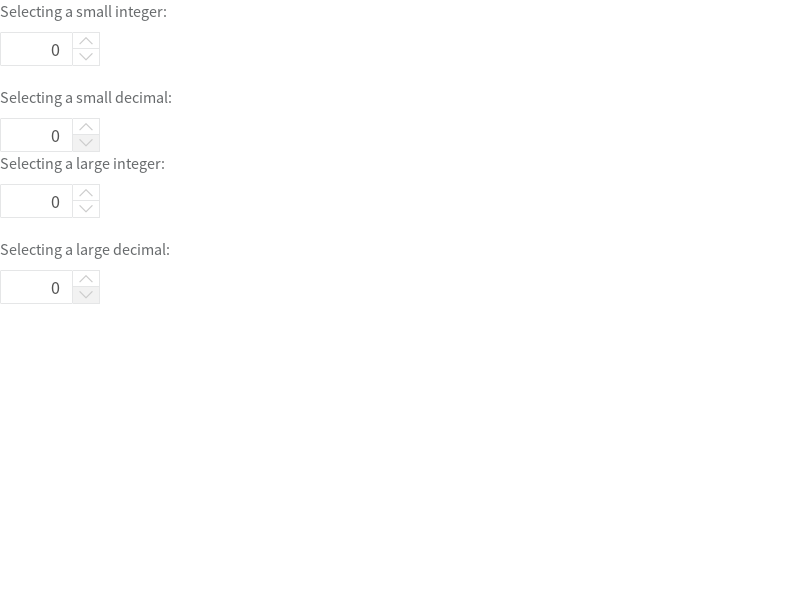 Selecting a small integer:
0
Selecting a small decimal:
0
Selecting a large integer:
0
Selecting a large decimal:
0